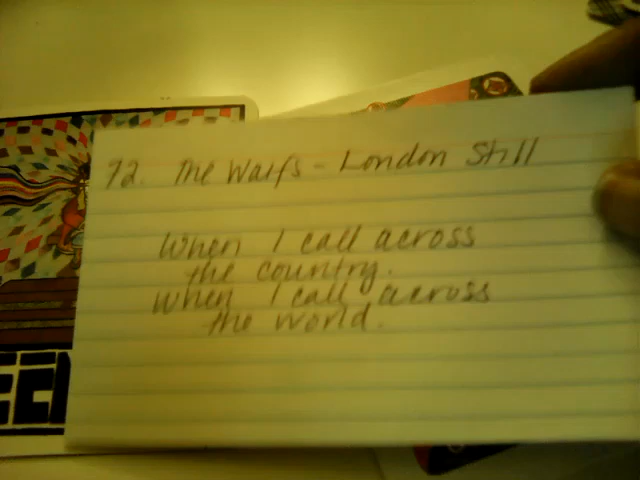 72. The Waifs - London Still
When I call across
the country.
When I call across
the world.